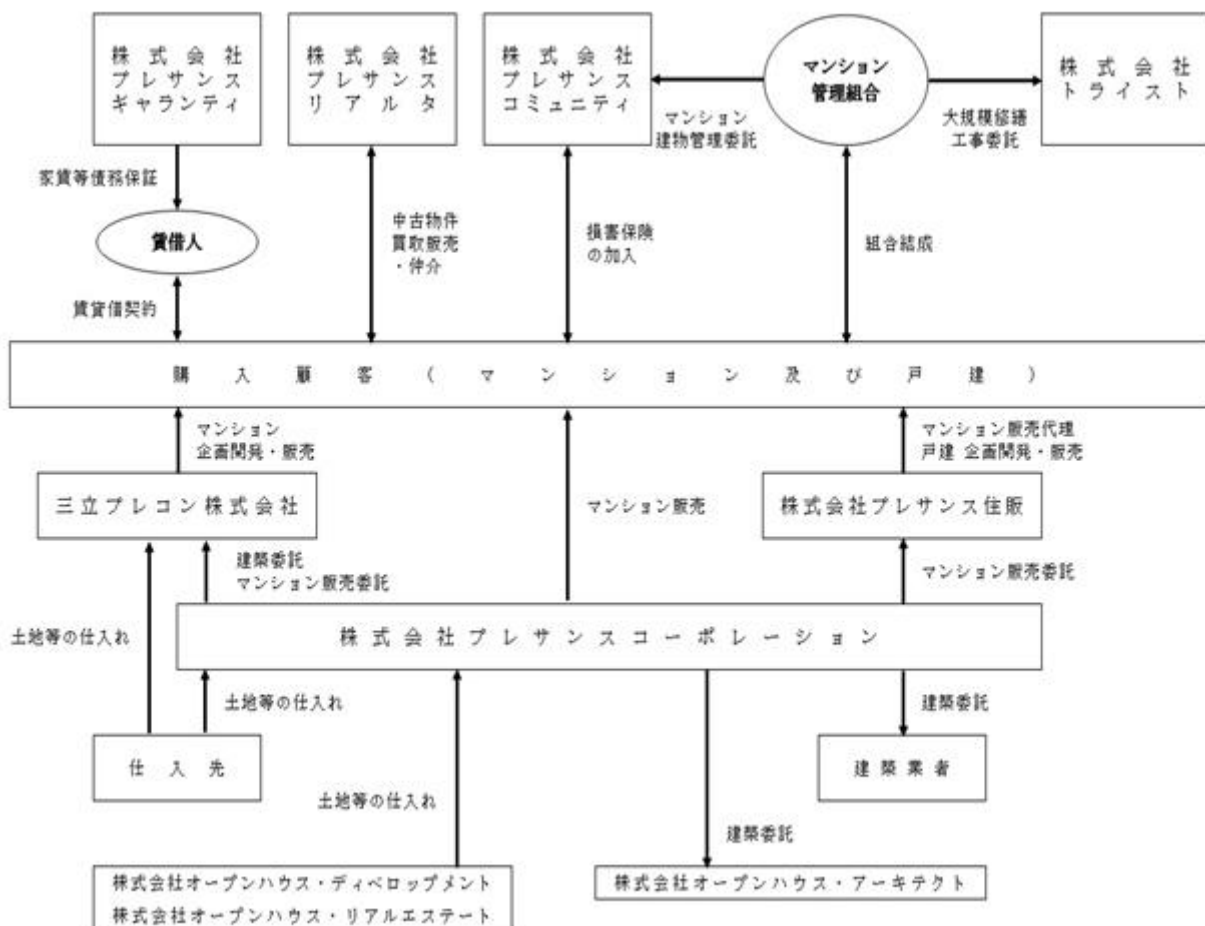 株式会社
プレサンス
ギャランティ
株式会社
プレサンス
リアルタ
株式会社
プレサンス
コミュニティ
マンション
管理組合
株式会社
トライスト
マンション
建物管理委託
大規模修繕
工事委託
家賃等債務保証
賃借人
中古物件
買取販売
・仲介
損害保険
の加入
組合結成
賃貸借契約
購入顧客(マンション及び戸建)
マンション
企画開発・販売
マンション販売代理
戸建 企画開発・販売
三立プレコン株式会社
マンション販売
株式会社プレサンス住販
建築委託
マンション販売委託
マンション販売委託
土地等の仕入れ
株式会社プレサンスコーポレーション
土地等の仕入れ
建築委託
仕入先
建築業者
土地等の仕入れ
建築委託
株式会社オープンハウス・ディベロップメント
株式会社オープンハウス・リアルエステート
株式会社オープンハウス・アーキテクト